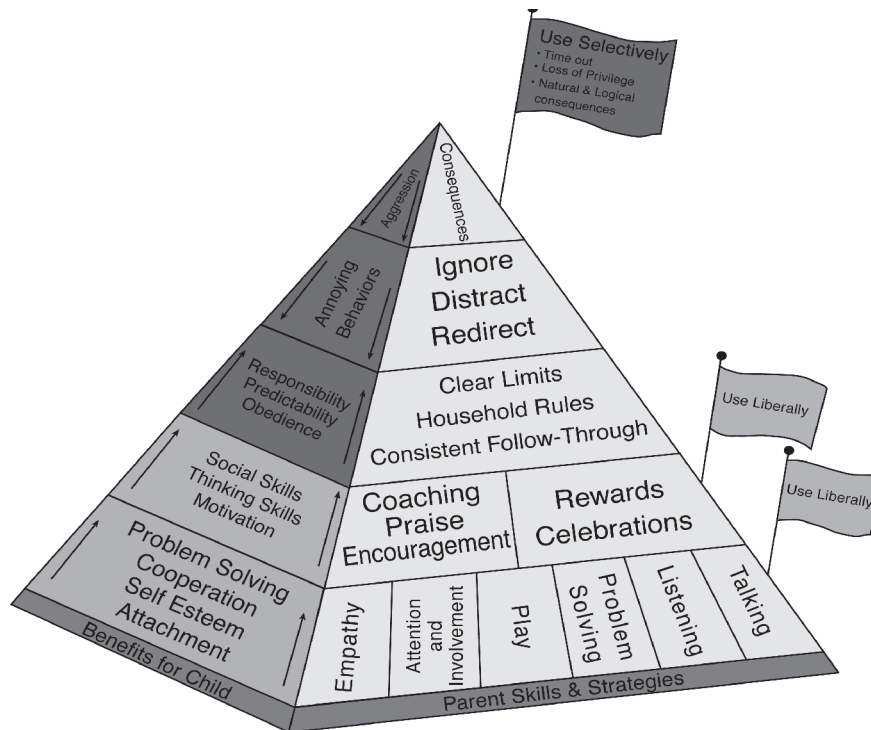 Use Selectively
• Time out
• Loss of Privilege
• Natural & Logical
consequences
Aggression
Consequences
Annoying
Behaviors
Ignore
Distract
Redirect
Responsibility
Predictability
Obedience
Clear Limits
Household Rules
Consistent Follow-Through
Use Liberally
Social Skills
Thinking Skills
Motivation
Coaching
Praise
Encouragement
Rewards
Celebrations
Use Liberally
Problem Solving
Cooperation
Self Esteem
Attachment
Empathy
Attention
and
Involvement
Play
Problem
Solving
Listening
Talking
Benefits for Child
Parent Skills & Strategies